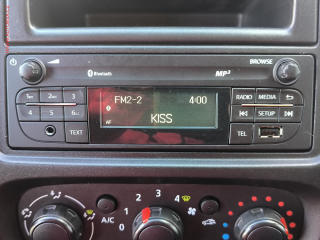 BROWSE
Bluetooth
MP3
FM2-2 4:00
AF
KISS
1 2 3
4 5 6
TEXT
RADIO MEDIA
SETUP
TEL
A/C
0 1 2 3 4